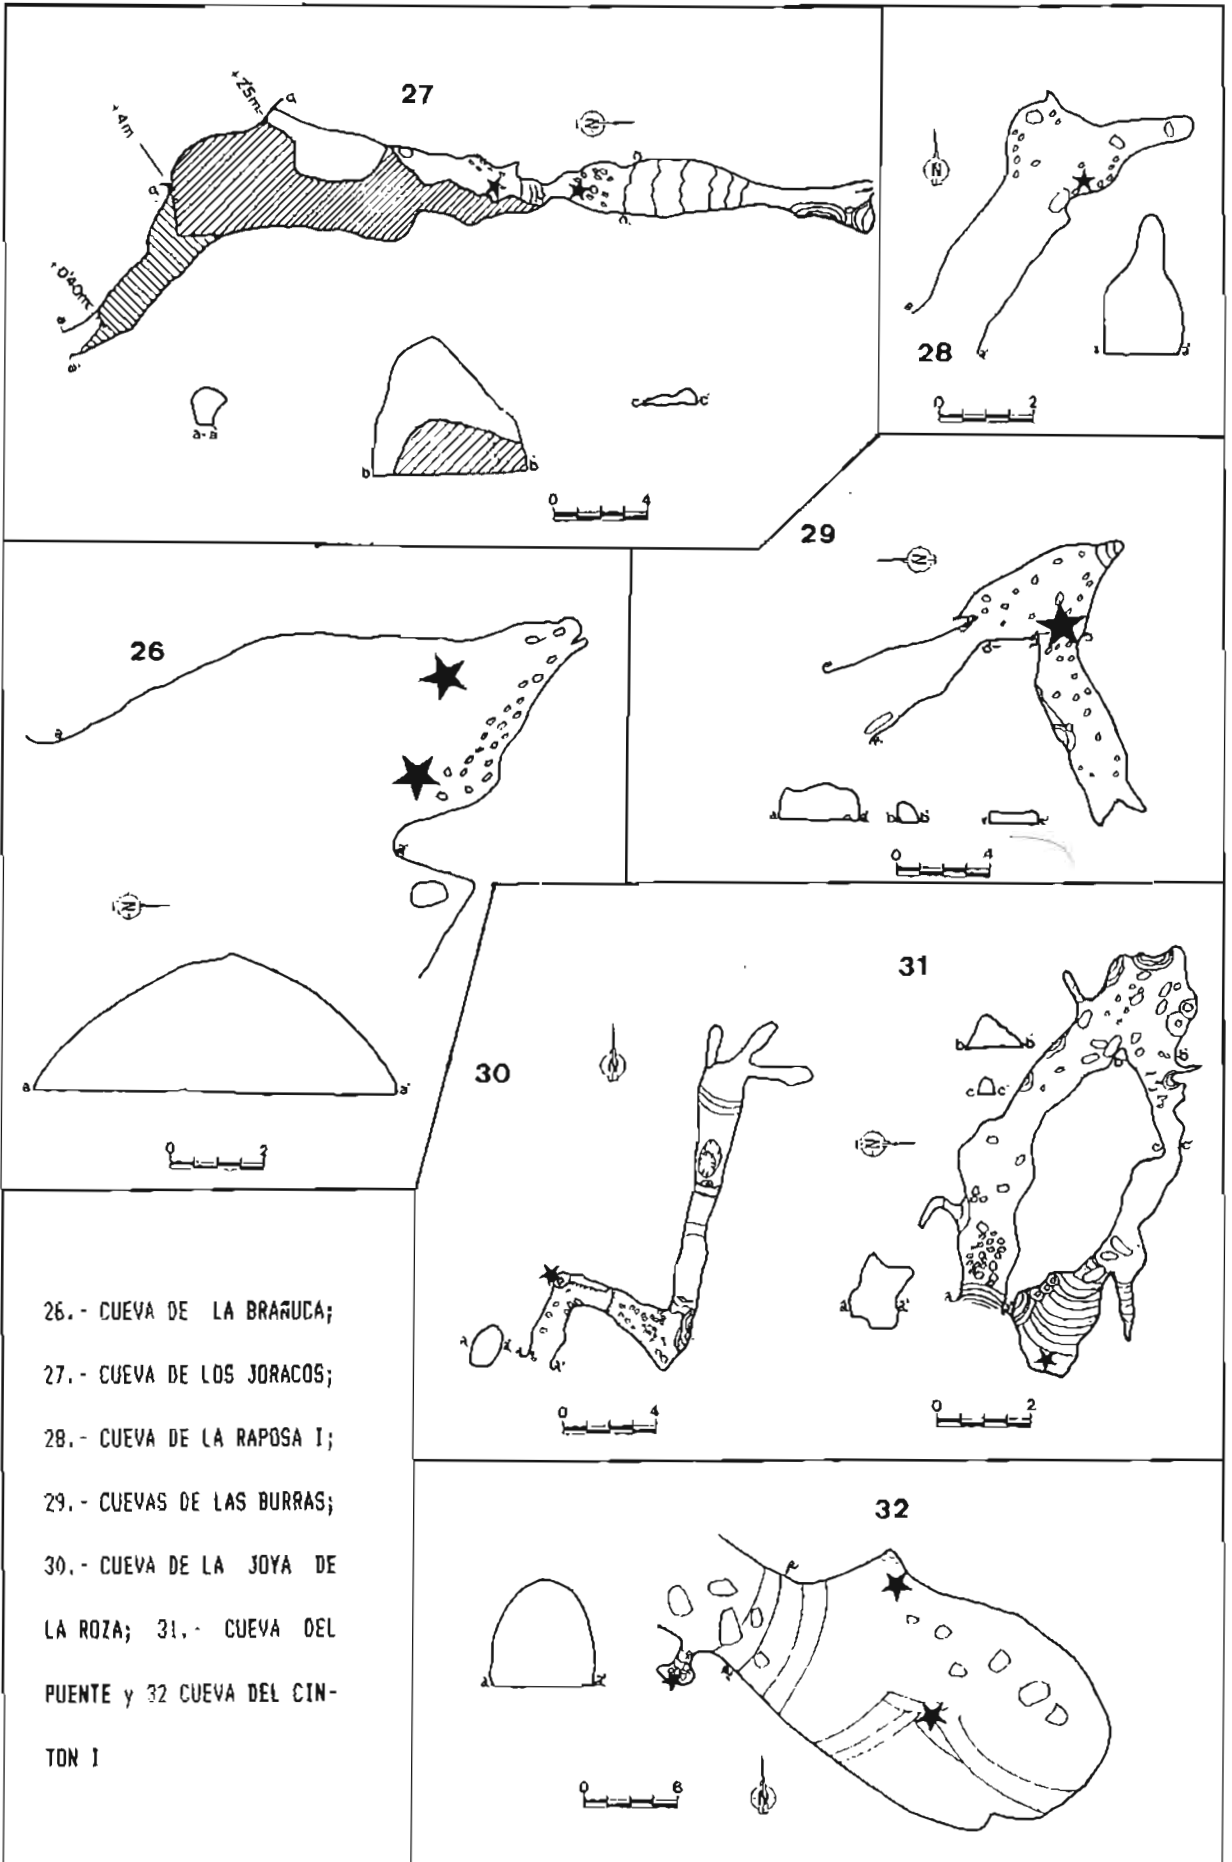 27
+2'5m.
+4m
+0'40m.
N
a
a'
a-a'
b
b'
c
c'
0 4
28
N
a
a'
0 2
29
N
a
a'
b
b'
c
c'
0 4
26
N
a
a'
0 2
30
N
a
a'
0 4
31
N
a
a'
b
b'
c
c'
0 2
32
N
a
a'
0 6
26.- CUEVA DE LA BRAÑUCA;
27.- CUEVA DE LOS JORACOS;
28.- CUEVA DE LA RAPOSA I;
29.- CUEVAS DE LAS BURRAS;
30.- CUEVA DE LA JOYA DE
LA ROZA; 31.- CUEVA DEL
PUENTE y 32 CUEVA DEL CIN-
TON I